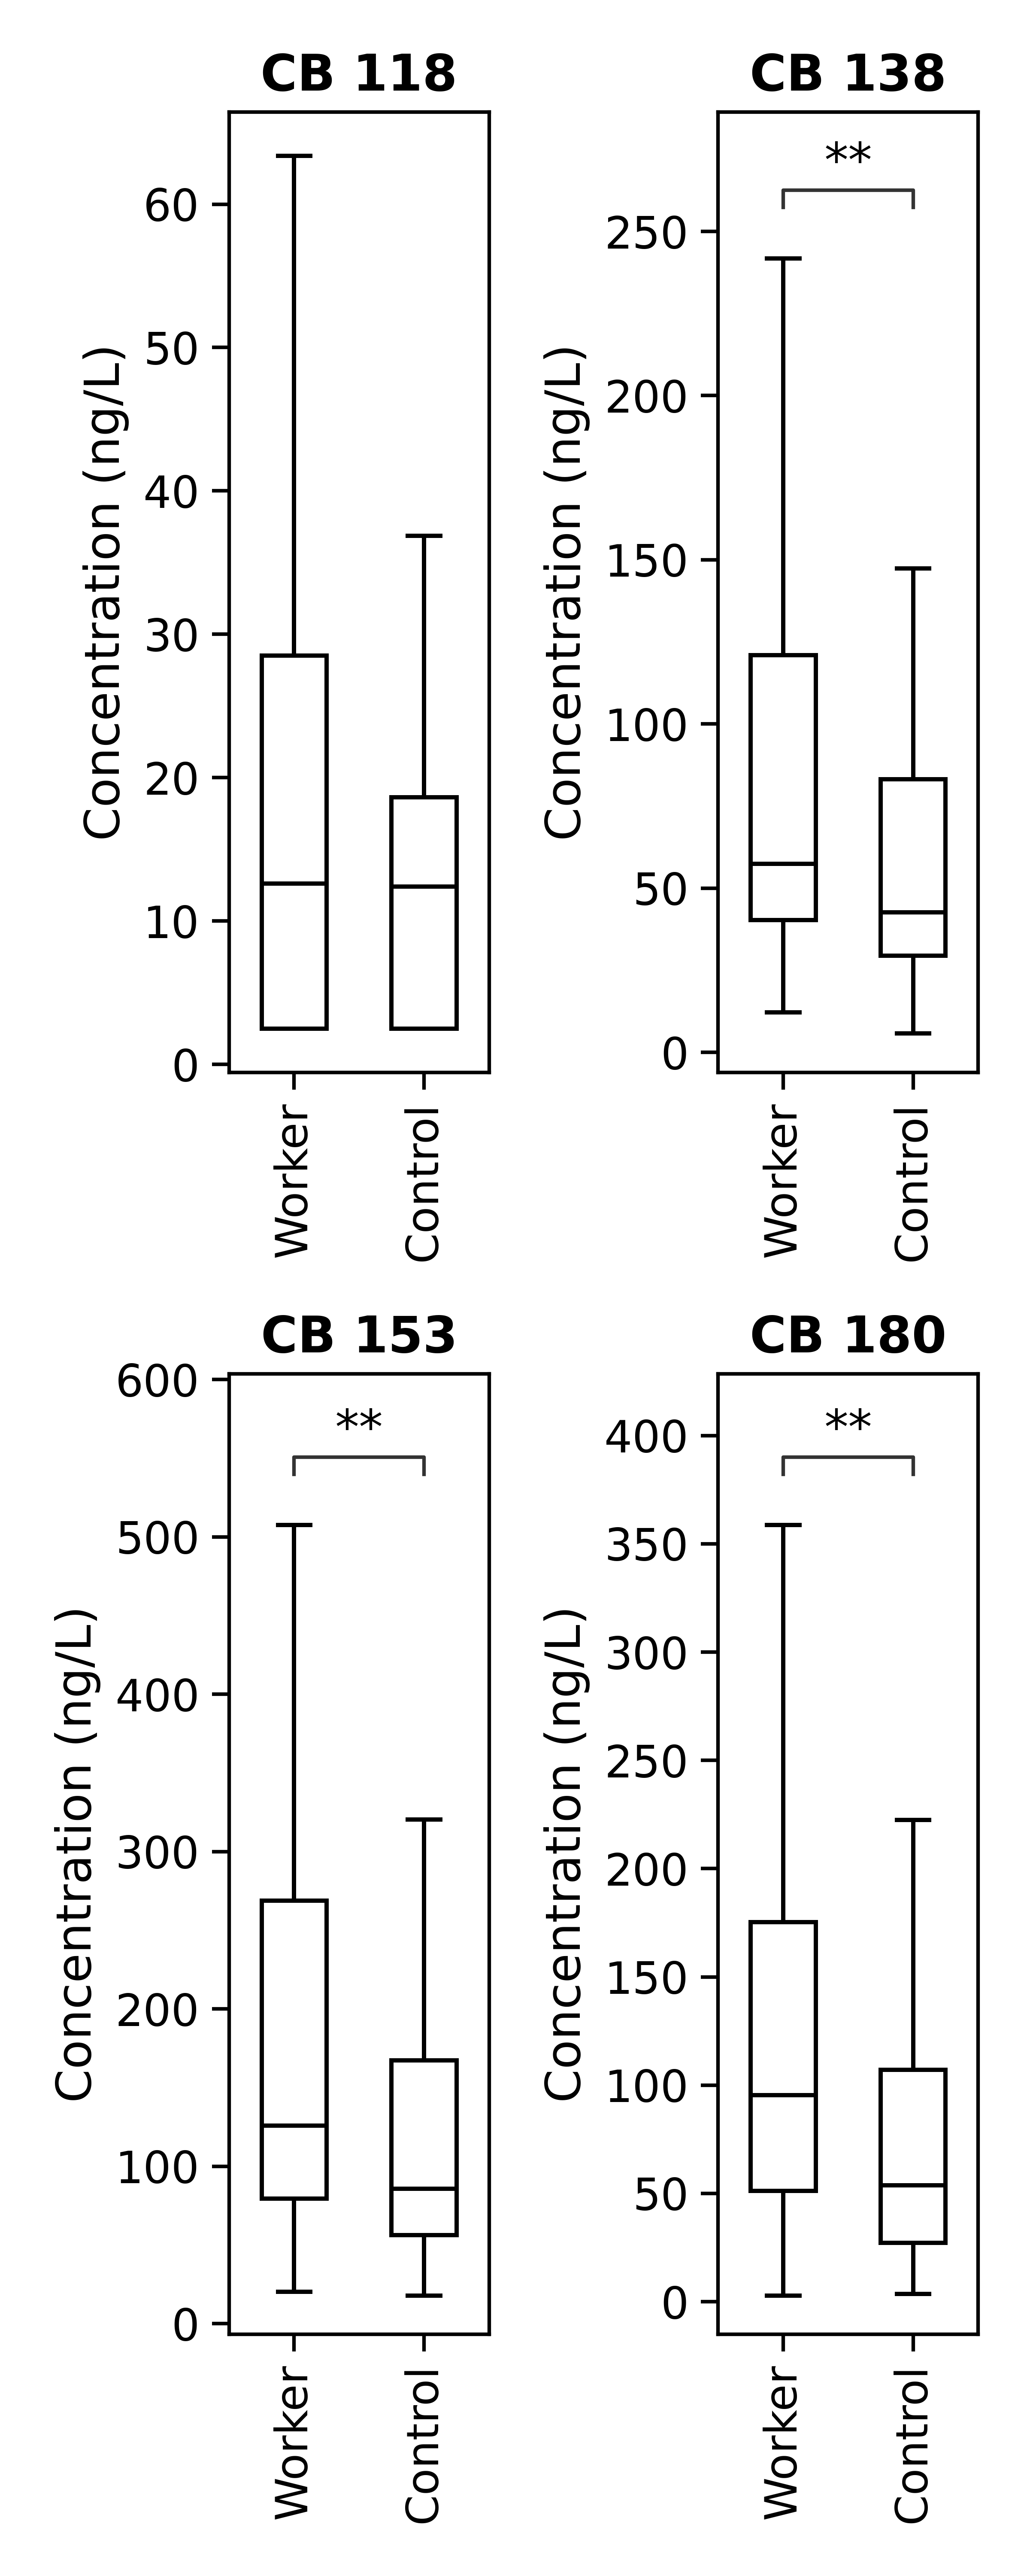 CB 118
Concentration (ng/L)
60
50
40
30
20
10
0
Worker
Control
CB 138
**
Concentration (ng/L)
250
200
150
100
50
0
Worker
Control
CB 153
**
Concentration (ng/L)
600
500
400
300
200
100
0
Worker
Control
CB 180
**
Concentration (ng/L)
400
350
300
250
200
150
100
50
0
Worker
Control